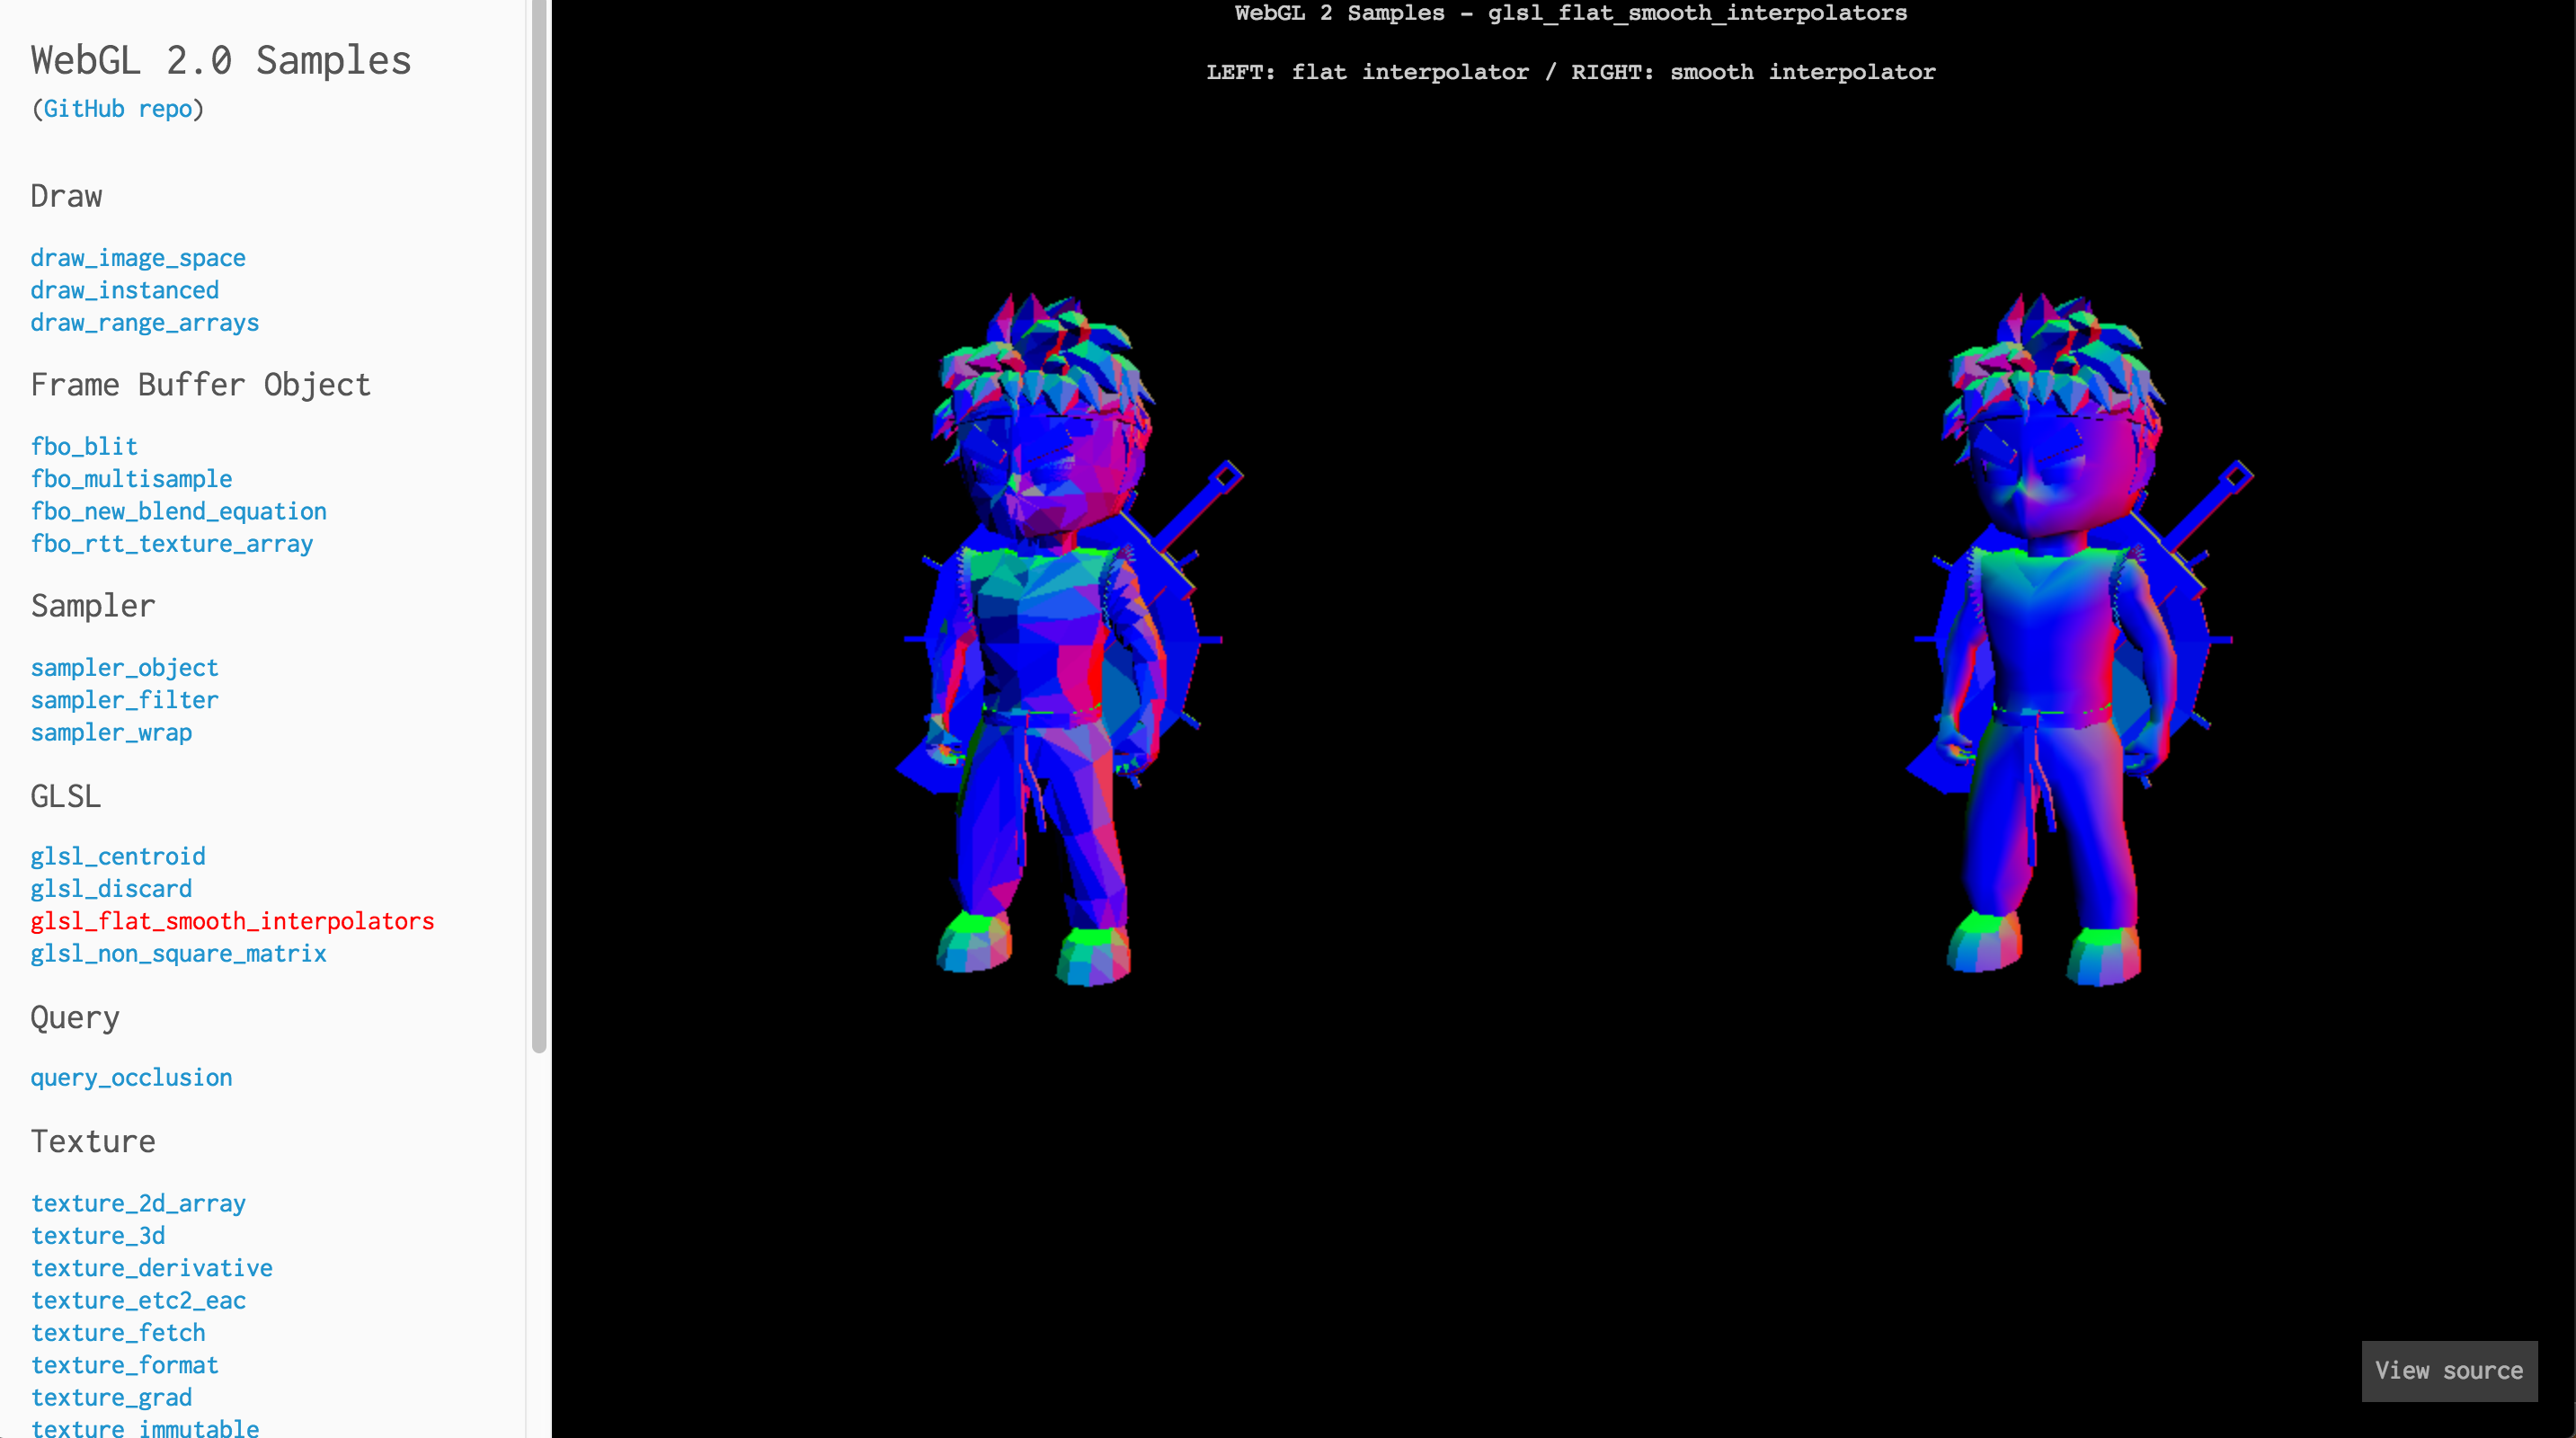 WebGL 2.0 Samples
(GitHub repo)
Draw
draw_image_space
draw_instanced
draw_range_arrays
Frame Buffer Object
fbo_blit
fbo_multisample
fbo_new_blend_equation
fbo_rtt_texture_array
Sampler
sampler_object
sampler_filter
sampler_wrap
GLSL
glsl_centroid
glsl_discard
glsl_flat_smooth_interpolators
glsl_non_square_matrix
Query
query_occlusion
Texture
texture_2d_array
texture_3d
texture_derivative
texture_etc2_eac
texture_fetch
texture_format
texture_grad
texture_immutable
WebGL 2 Samples - glsl_flat_smooth_interpolators
LEFT: flat interpolator / RIGHT: smooth interpolator
View source